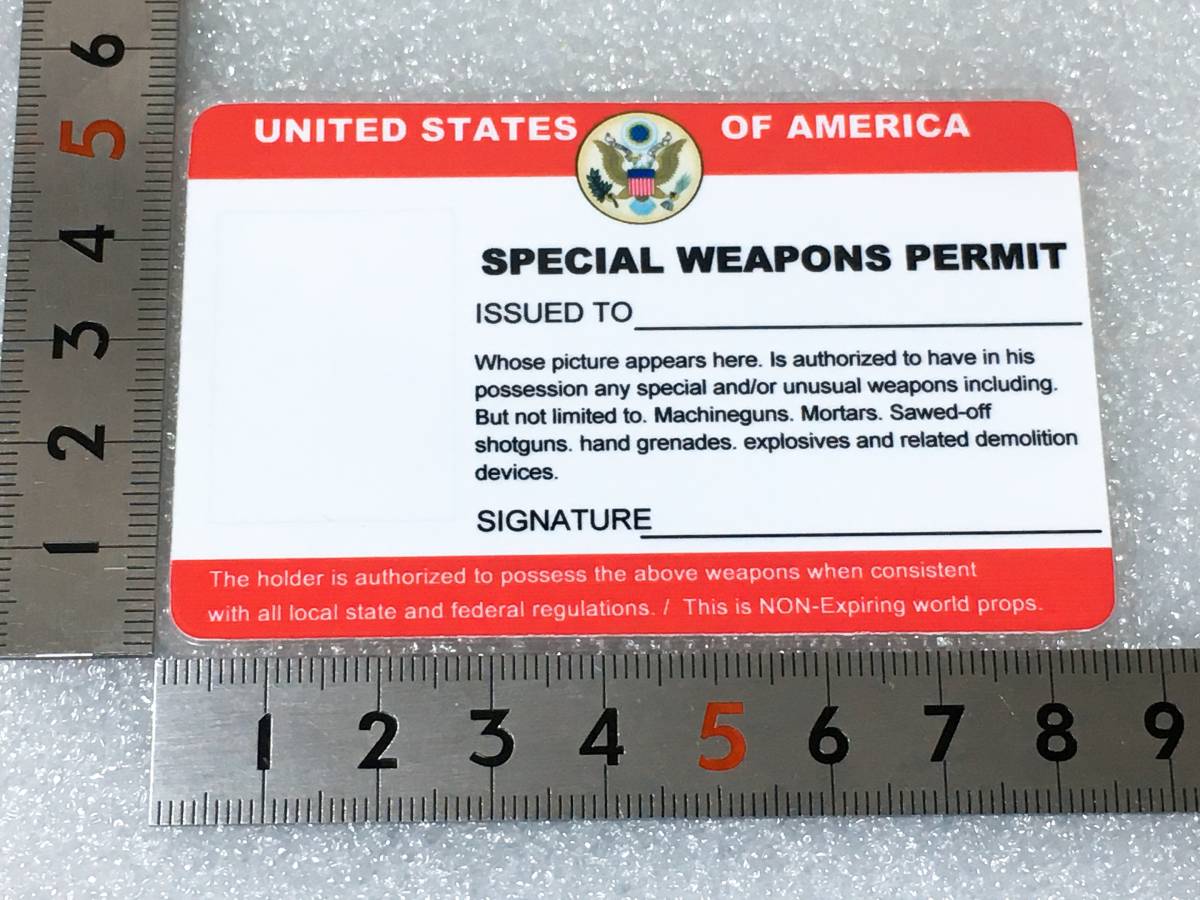 UNITED STATES OF AMERICA
SPECIAL WEAPONS PERMIT
ISSUED TO
Whose picture appears here. Is authorized to have in his
possession any special and/or unusual weapons including.
But not limited to. Machineguns. Mortars. Sawed-off
shotguns. hand grenades. explosives and related demolition
devices.
SIGNATURE
The holder is authorized to possess the above weapons when consistent
with all local state and federal regulations. / This is NON-Expiring world props.
6
5
4
3
2
1
1 2 3 4 5 6 7 8 9